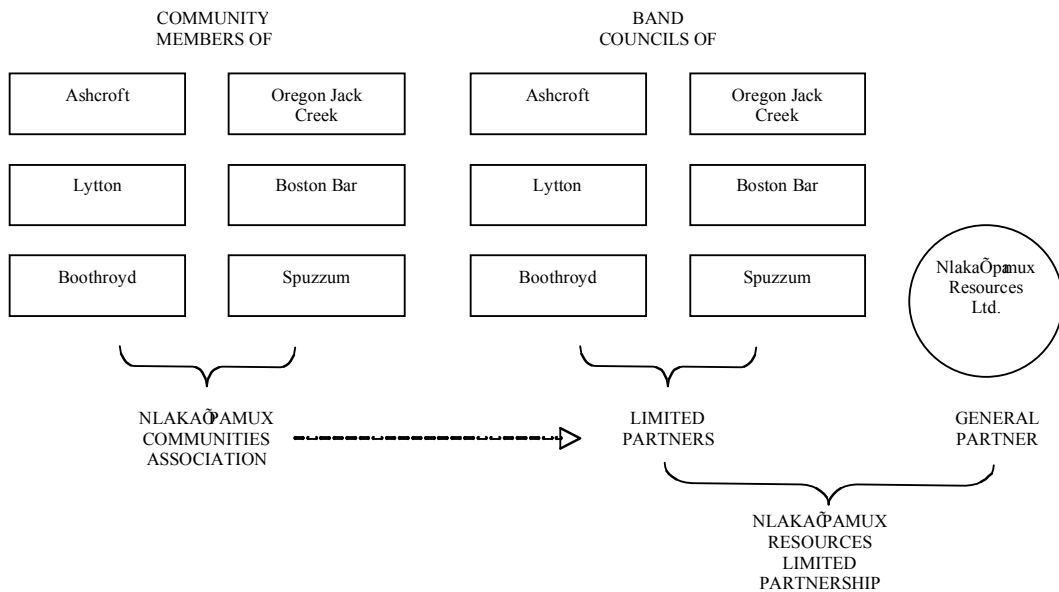 COMMUNITY
MEMBERS OF
Ashcroft
Oregon Jack
Creek
Lytton
Boston Bar
Boothroyd
Spuzzum
NLAKAÕPAMUX
COMMUNITIES
ASSOCIATION
BAND
COUNCILS OF
Ashcroft
Oregon Jack
Creek
Lytton
Boston Bar
Boothroyd
Spuzzum
LIMITED
PARTNERS
NlakaÕpamux
Resources
Ltd.
GENERAL
PARTNER
NLAKAÕPAMUX
RESOURCES
LIMITED
PARTNERSHIP